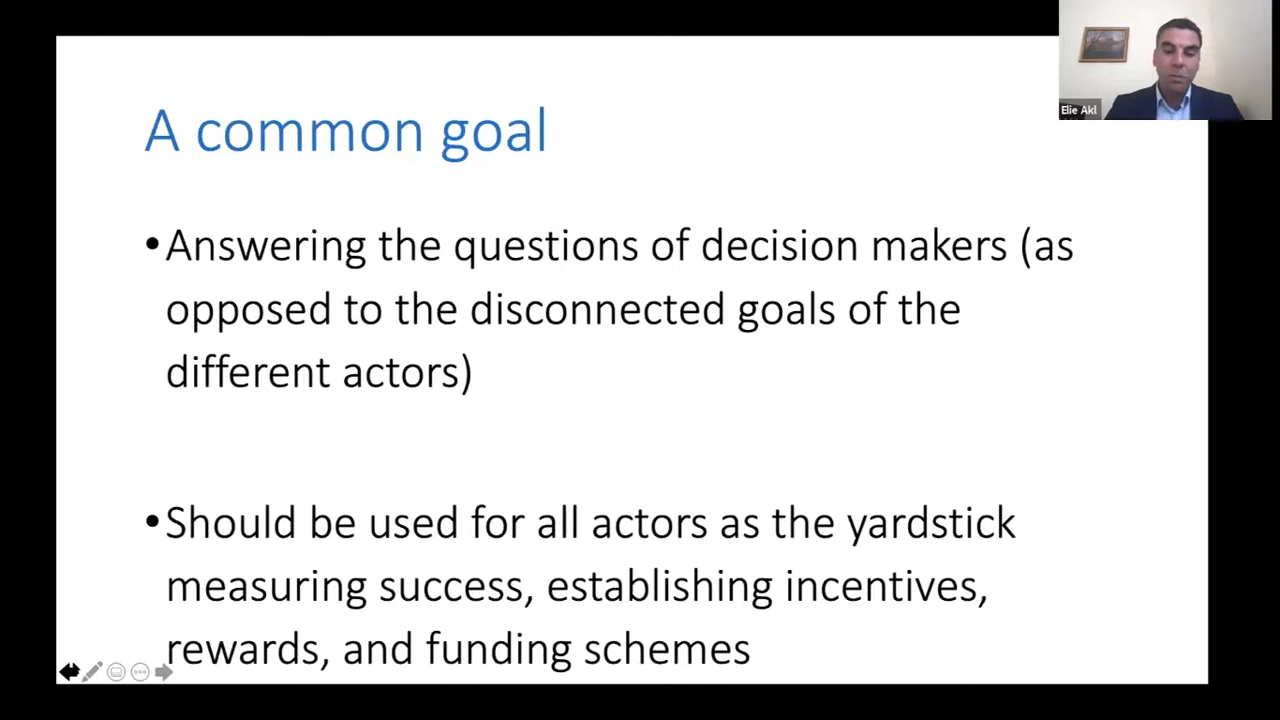 A common goal
•Answering the questions of decision makers (as
opposed to the disconnected goals of the
different actors)
•Should be used for all actors as the yardstick
measuring success, establishing incentives,
rewards, and funding schemes
Elie Akl